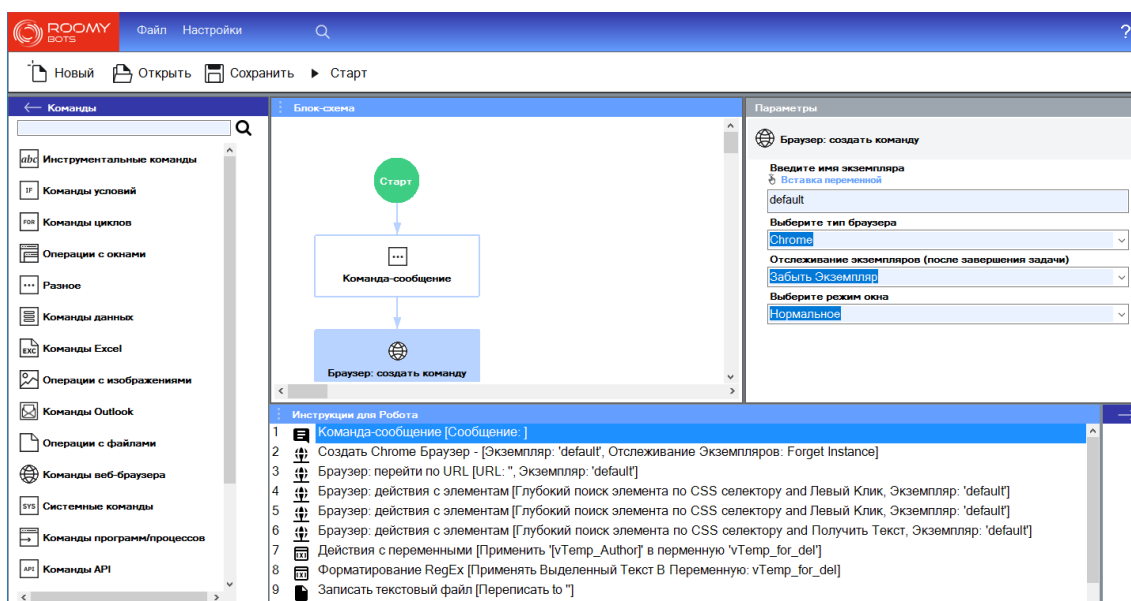 ROOMY
BOTS
Файл Настройки
?
Новый Открыть Сохранить Старт
Команды
abc Инструментальные команды
IF Команды условий
FOR Команды циклов
Операции с окнами
Разное
Команды данных
EXC Команды Excel
Операции с изображениями
Команды Outlook
Операции с файлами
Команды веб-браузера
SYS Системные команды
Команды программ/процессов
API Команды API
Блок-схема
Старт
Команда-сообщение
Браузер: создать команду
Параметры
Браузер: создать команду
Введите имя экземпляра
Вставка переменной
default
Выберите тип браузера
Chrome
Отслеживание экземпляров (после завершения задачи)
Забыть Экземпляр
Выберите режим окна
Нормальное
Инструкции для Робота
1 Команда-сообщение [Сообщение: ]
2 Создать Chrome Браузер - [Экземпляр: 'default', Отслеживание Экземпляров: Forget Instance]
3 Браузер: перейти по URL [URL: '', Экземпляр: 'default']
4 Браузер: действия с элементам [Глубокий поиск элемента по CSS селектору and Левый Клик, Экземпляр: 'default']
5 Браузер: действия с элементам [Глубокий поиск элемента по CSS селектору and Левый Клик, Экземпляр: 'default']
6 Браузер: действия с элементам [Глубокий поиск элемента по CSS селектору and Получить Текст, Экземпляр: 'default']
7 Действия с переменными [Применить '[vTemp_Author]' в перменную 'vTemp_for_del']
8 Форматирование RegEx [Применять Выделенный Текст В Переменную: vTemp_for_del]
9 Записать текстовый файл [Переписать to '']